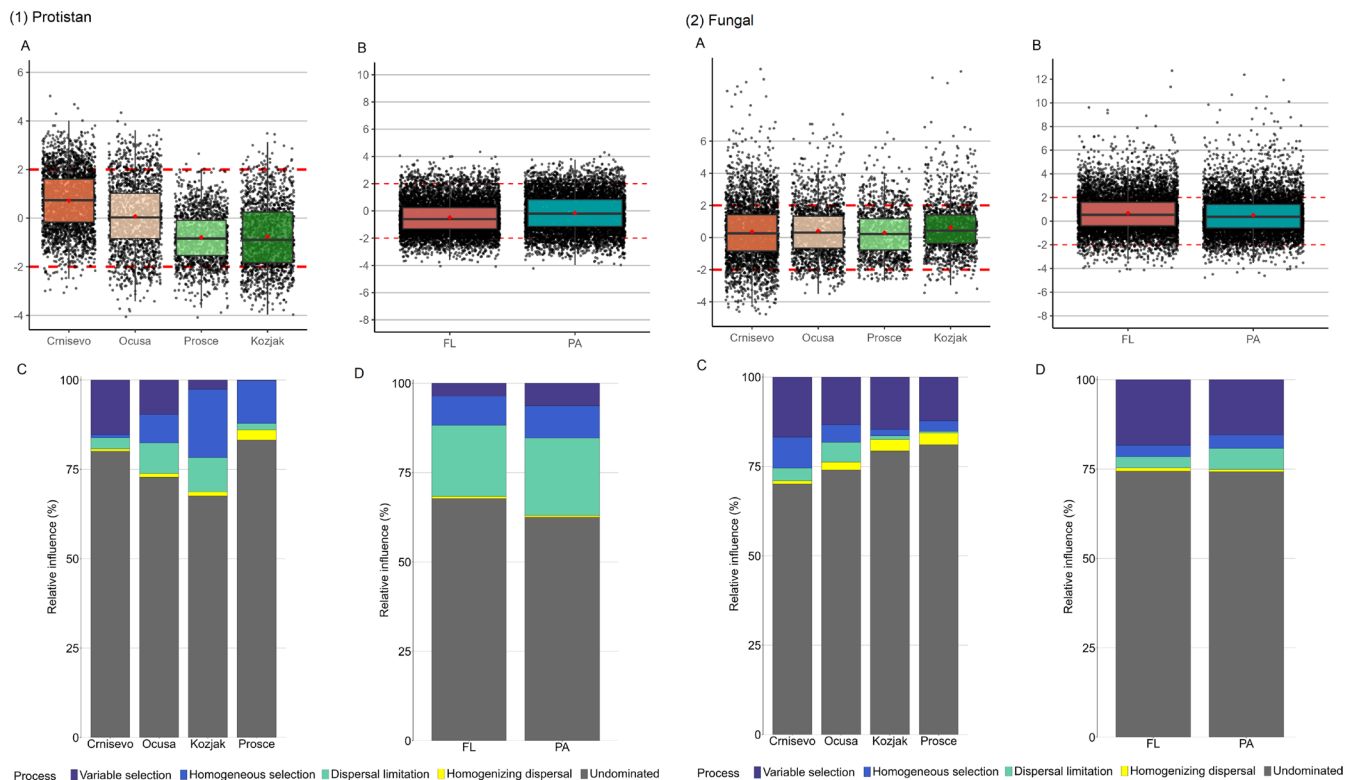 (1) Protistan
A
6
4
2
0
-2
-4
Crnisevo Ocusa Prosce Kozjak
B
10
8
6
4
2
0
-2
-4
-6
-8
FL PA
C
100
75
50
25
0
Relative influence (%)
Crnisevo Ocusa Kozjak Prosce
D
100
75
50
25
0
Relative influence (%)
FL PA
Process Variable selection Homogeneous selection Dispersal limitation Homogenizing dispersal Undominated
(2) Fungal
A
6
4
2
0
-2
-4
Crnisevo Ocusa Prosce Kozjak
B
12
10
8
6
4
2
0
-2
-4
-6
-8
FL PA
C
100
75
50
25
0
Relative influence (%)
Crnisevo Ocusa Kozjak Prosce
D
100
75
50
25
0
Relative influence (%)
FL PA
Process Variable selection Homogeneous selection Dispersal limitation Homogenizing dispersal Undominated